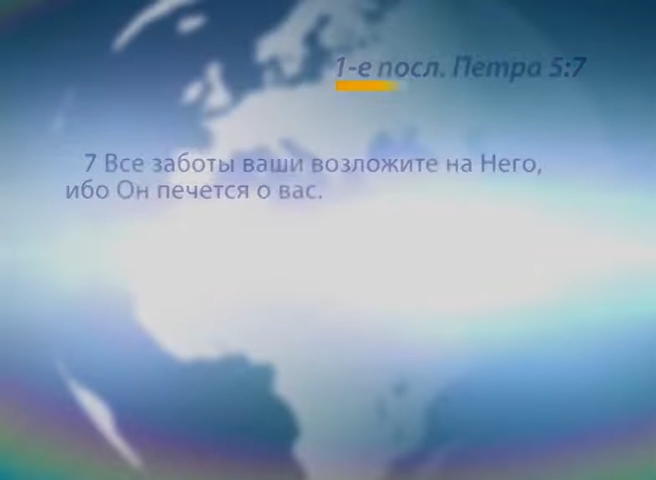 1-е посл. Петра 5:7
7 Все заботы ваши возложите на Него,
ибо Он печется о вас.